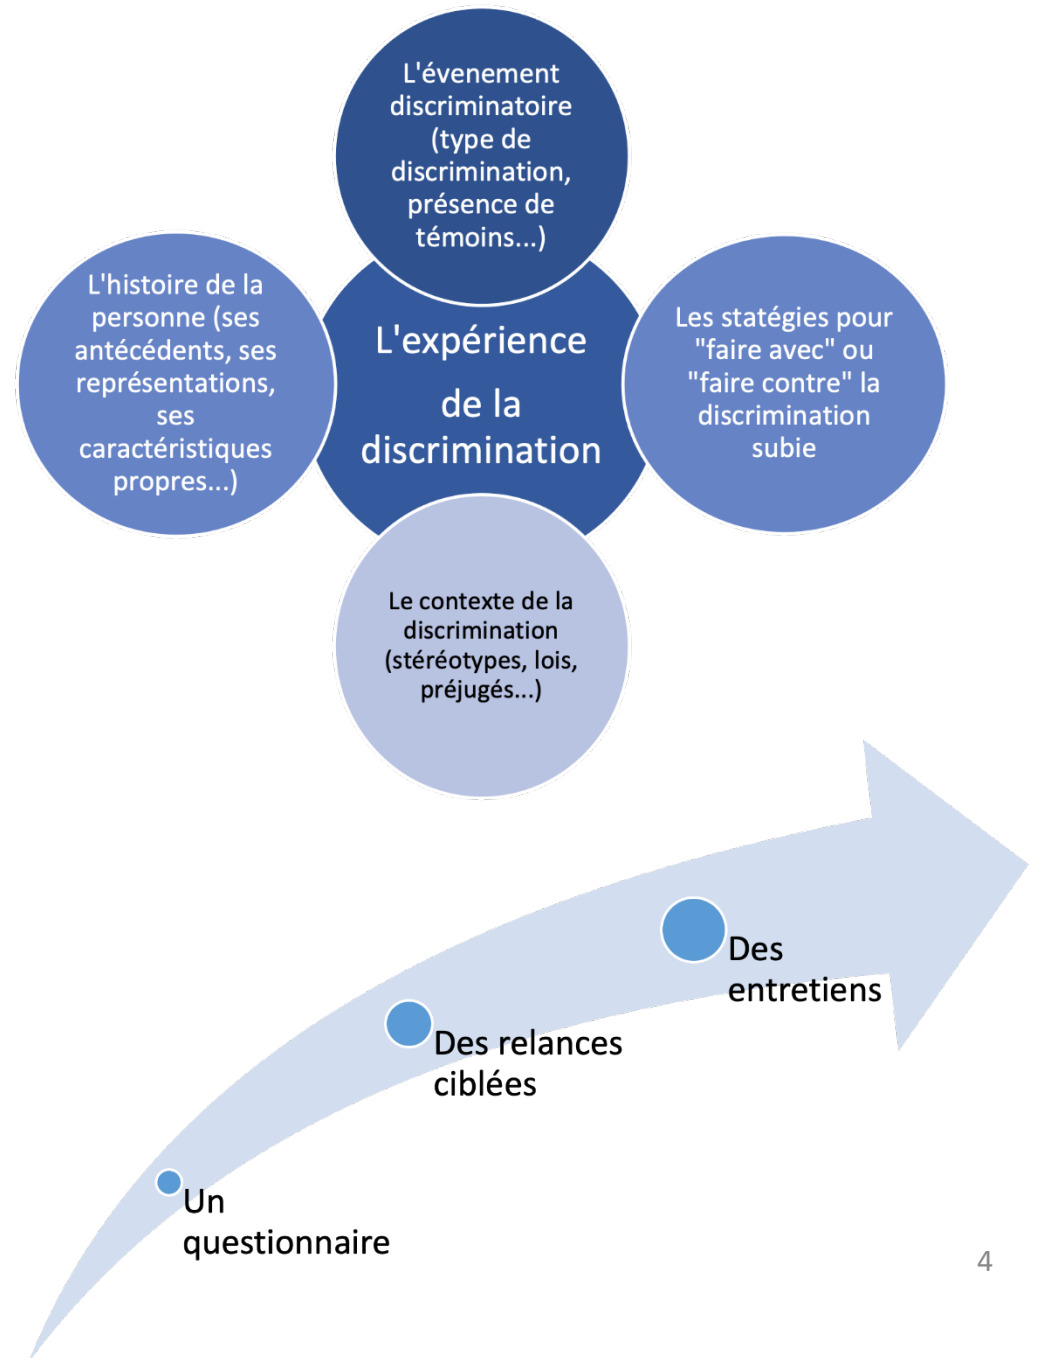 L'évenement
discriminatoire
(type de
discrimination,
présence de
témoins...)
L'histoire de la
personne (ses
antécédents, ses
représentations,
ses
caractéristiques
propres...)
L'expérience
de la
discrimination
Les statégies pour
"faire avec" ou
"faire contre" la
discrimination
subie
Le contexte de la
discrimination
(stéréotypes, lois,
préjugés...)
Des
entretiens
Des relances
ciblées
Un
questionnaire
4